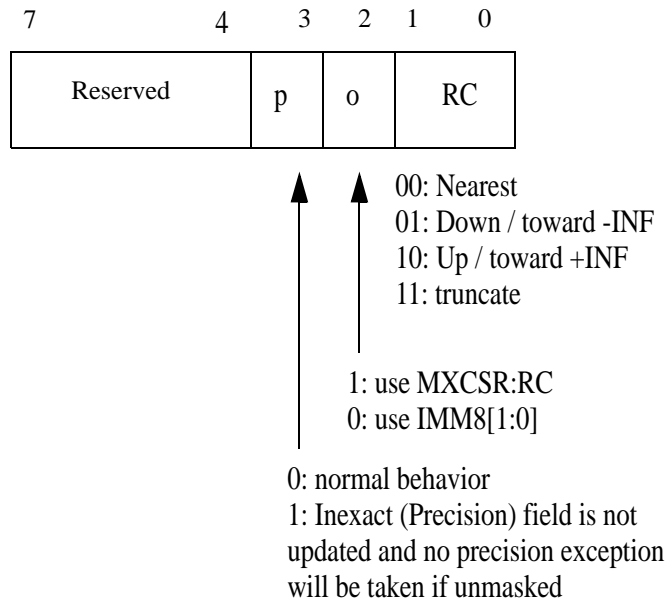 7 4 3 2 1 0
Reserved p o RC
00: Nearest
01: Down / toward -INF
10: Up / toward +INF
11: truncate
1: use MXCSR:RC
0: use IMM8[1:0]
0: normal behavior
1: Inexact (Precision) field is not
updated and no precision exception
will be taken if unmasked